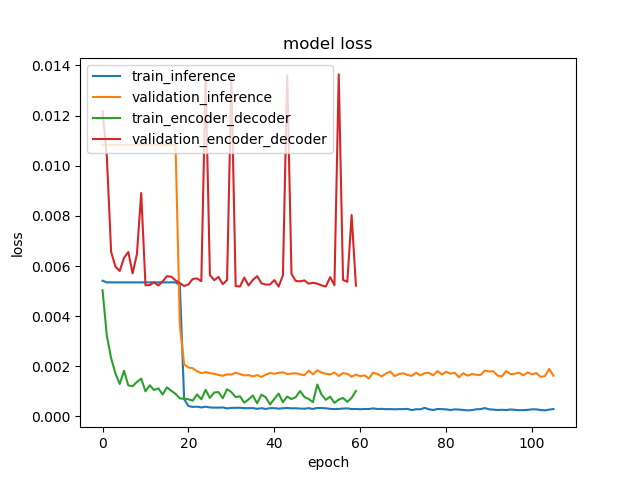 model loss
train_inference
validation_inference
train_encoder_decoder
validation_encoder_decoder
loss
0.014
0.012
0.010
0.008
0.006
0.004
0.002
0.000
0 20 40 60 80 100
epoch